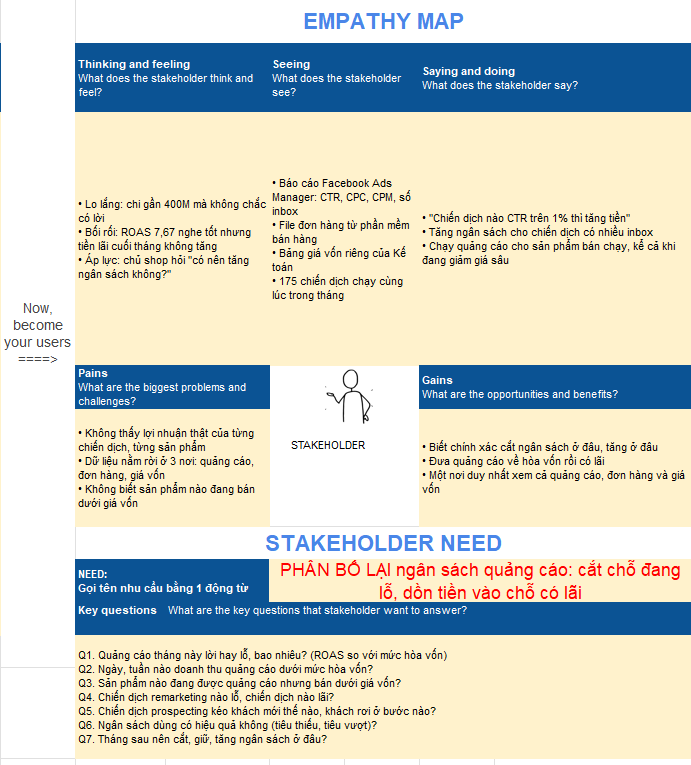 EMPATHY MAP
Thinking and feeling
What does the stakeholder think and
feel?
Seeing
What does the stakeholder
see?
Saying and doing
What does the stakeholder say?
• Lo lắng: chi gần 400M mà không chắc
có lời
• Bối rối: ROAS 7,67 nghe tốt nhưng
tiền lãi cuối tháng không tăng
• Áp lực: chủ shop hỏi "có nên tăng
ngân sách không?"
• Báo cáo Facebook Ads
Manager: CTR, CPC, CPM, số
inbox
• File đơn hàng từ phần mềm
bán hàng
• Bảng giá vốn riêng của Kế
toán
• 175 chiến dịch chạy cùng
lúc trong tháng
• "Chiến dịch nào CTR trên 1% thì tăng tiền"
• Tăng ngân sách cho chiến dịch có nhiều inbox
• Chạy quảng cáo cho sản phẩm bán chạy, kể cả khi
đang giảm giá sâu
Now,
become
your users
====>
Pains
What are the biggest problems and
challenges?
STAKEHOLDER
Gains
What are the opportunities and benefits?
• Không thấy lợi nhuận thật của từng
chiến dịch, từng sản phẩm
• Dữ liệu nằm rời ở 3 nơi: quảng cáo,
đơn hàng, giá vốn
• Không biết sản phẩm nào đang bán
dưới giá vốn
• Biết chính xác cắt ngân sách ở đâu, tăng ở đâu
• Đưa quảng cáo về hòa vốn rồi có lãi
• Một nơi duy nhất xem cả quảng cáo, đơn hàng và giá
vốn
STAKEHOLDER NEED
NEED:
Gọi tên nhu cầu bằng 1 động từ
PHÂN BỔ LẠI ngân sách quảng cáo: cắt chỗ đang
lỗ, dồn tiền vào chỗ có lãi
Key questions What are the key questions that stakeholder want to answer?
Q1. Quảng cáo tháng này lời hay lỗ, bao nhiêu? (ROAS so với mức hòa vốn)
Q2. Ngày, tuần nào doanh thu quảng cáo dưới mức hòa vốn?
Q3. Sản phẩm nào đang được quảng cáo nhưng bán dưới giá vốn?
Q4. Chiến dịch remarketing nào lỗ, chiến dịch nào lãi?
Q5. Chiến dịch prospecting kéo khách mới thế nào, khách rơi ở bước nào?
Q6. Ngân sách dùng có hiệu quả không (tiêu thiếu, tiêu vượt)?
Q7. Tháng sau nên cắt, giữ, tăng ngân sách ở đâu?